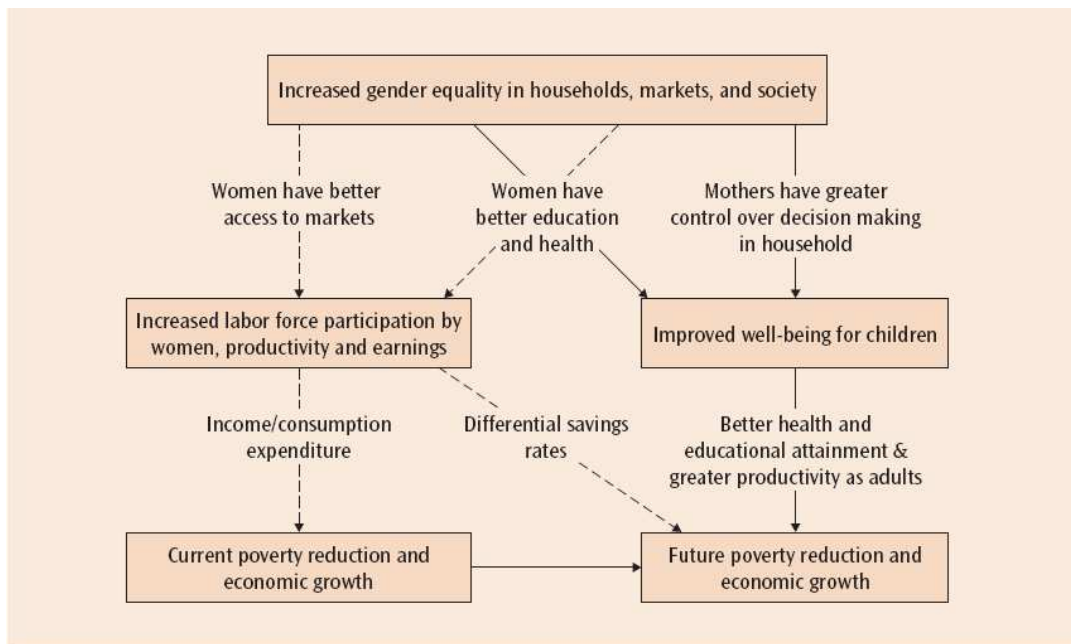 Increased gender equality in households, markets, and society
Women have better
access to markets
Women have
better education
and health
Mothers have greater
control over decision making
in household
Increased labor force participation by
women, productivity and earnings
Improved well-being for children
Income/consumption
expenditure
Differential savings
rates
Better health and
educational attainment &
greater productivity as adults
Current poverty reduction and
economic growth
Future poverty reduction and
economic growth